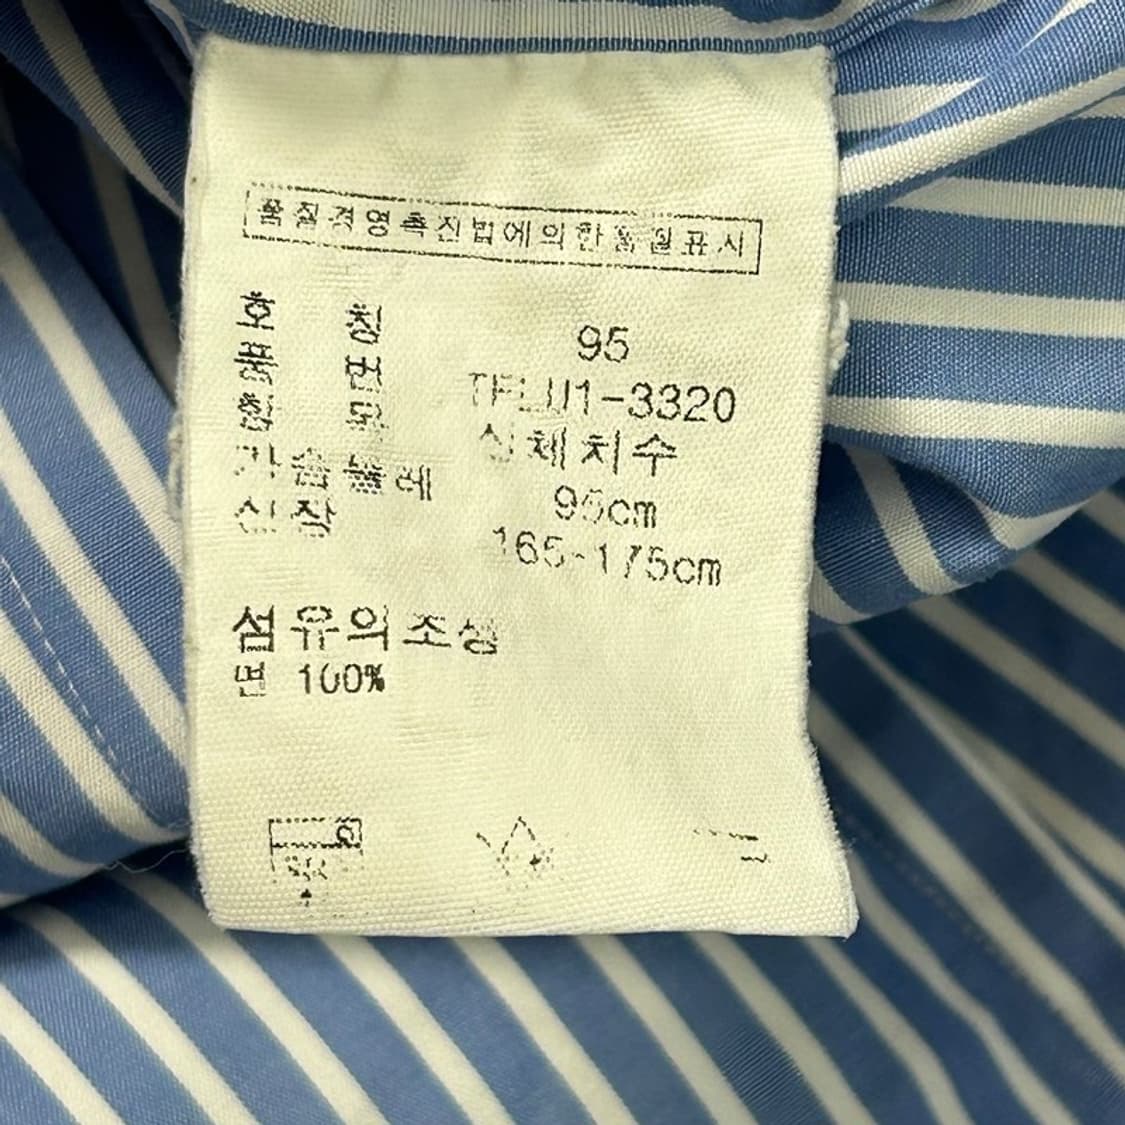 품질경영촉진법에의한품질표시
호 칭 95
품 번 1-3320
신체치수
가슴둘레 95cm
신장 165-175cm
섬유의조성
면 100%